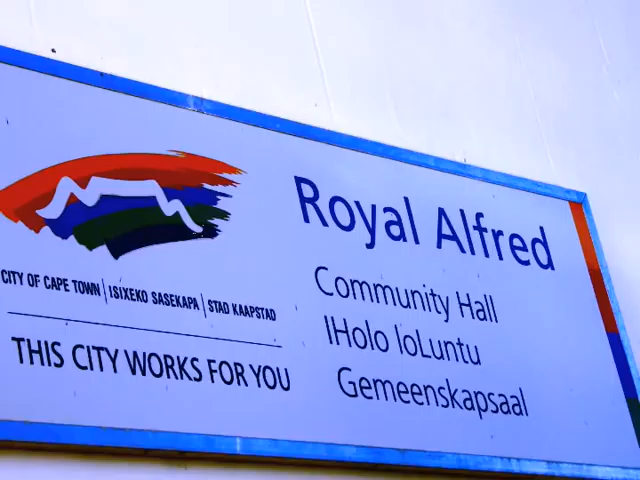 CITY OF CAPE TOWN | ISIXEKO SASEKAPA | STAD KAAPSTAD
THIS CITY WORKS FOR YOU
Royal Alfred
Community Hall
IHolo loLuntu
Gemeenskapsaal